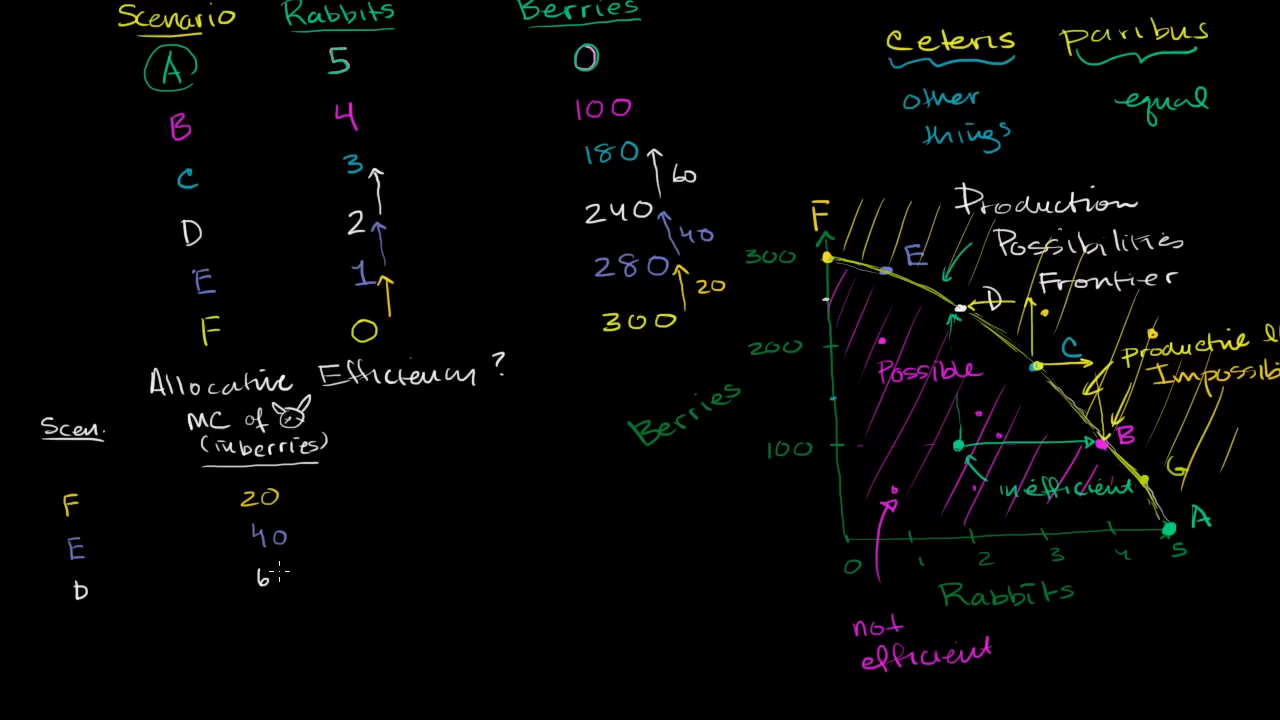 Scenario Rabbits Berries
A 5 0
B 4 100
C 3 180
60
D 2 240
40
E 1 280
20
F 0 300
Allocative Efficiency?
Scen. MC of
(in berries)
F 20
E 40
D 6
Ceteris paribus
other equal
things
Production
Possibilities
Frontier
F
300
E
D
C
200
Possible
Productive
Impossib
Berries
100
B
G
inefficient
A
0 1 2 3 4 5
Rabbits
not
efficient